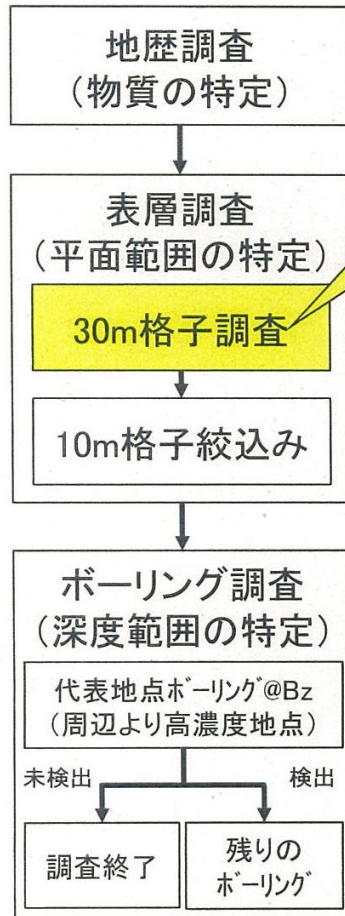 地歴調査
(物質の特定)
表層調査
(平面範囲の特定)
30m格子調査
10m格子絞込み
ボーリング調査
(深度範囲の特定)
代表地点ボーリング@Bz
(周辺より高濃度地点)
未検出
検出
調査終了
残りの
ボーリング